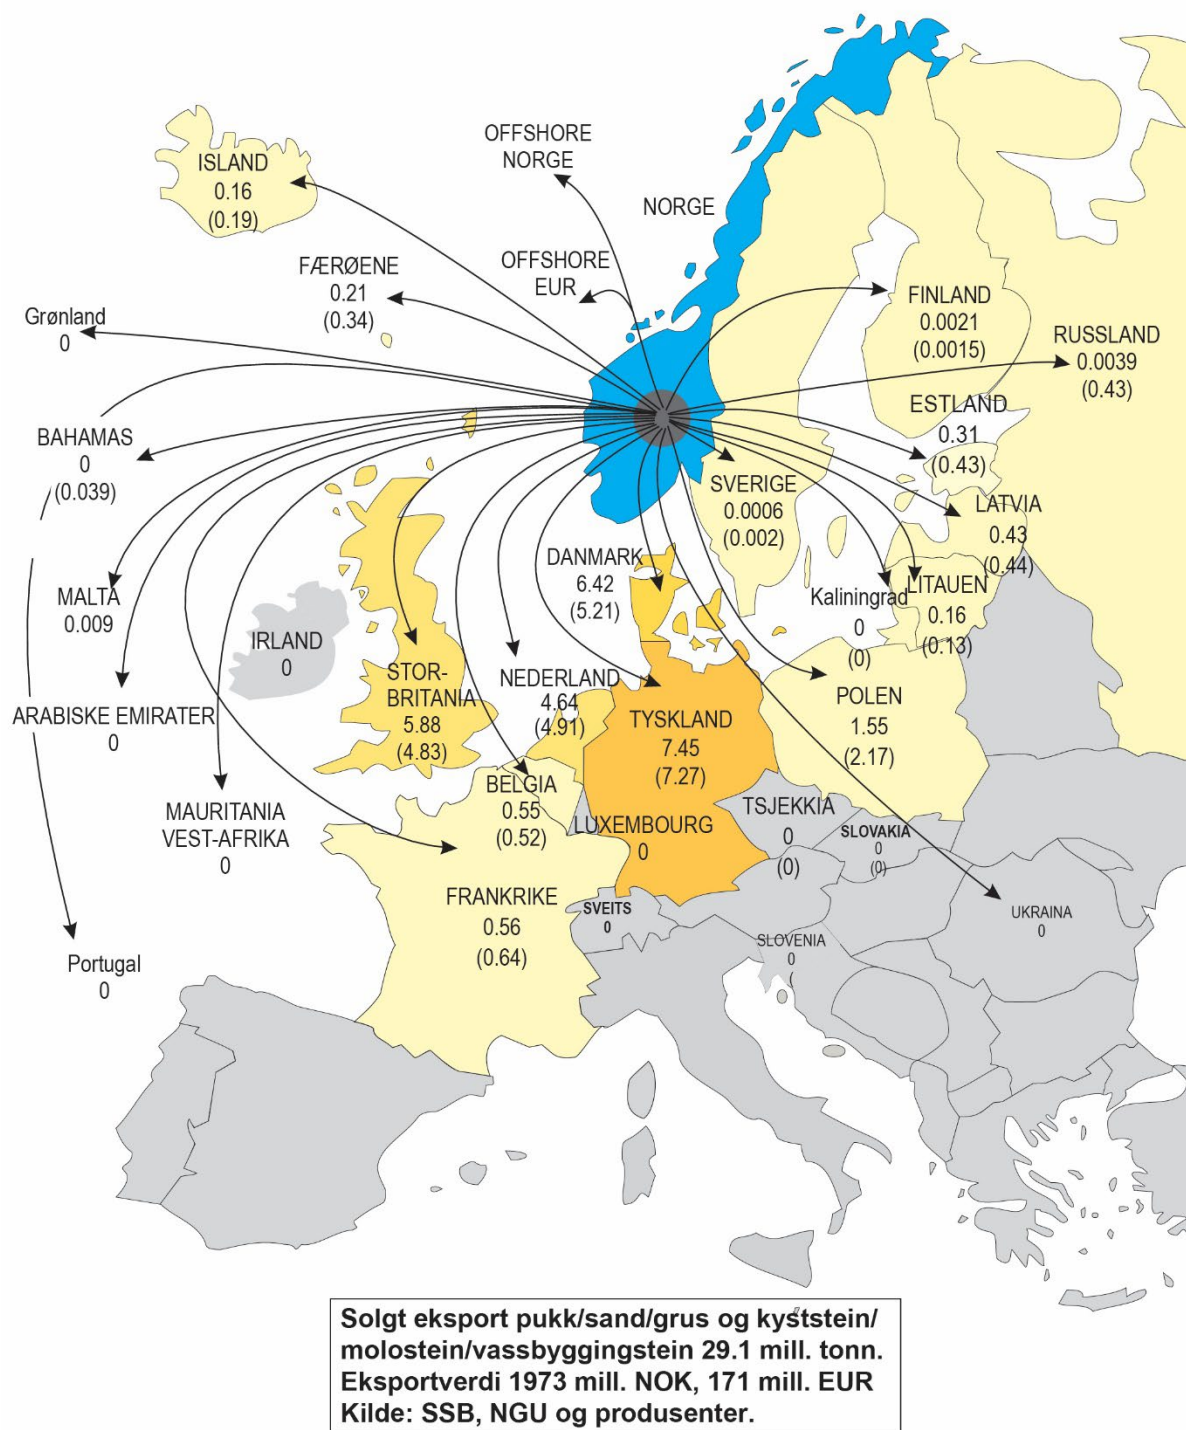 OFFSHORE
NORGE
ISLAND
0.16
(0.19)
NORGE
FÆRØENE
0.21
(0.34)
OFFSHORE
EUR
FINLAND
0.0021
(0.0015)
Grønland
0
RUSSLAND
0.0039
(0.43)
ESTLAND
0.31
(0.43)
BAHAMAS
0
(0.039)
SVERIGE
0.0006
(0.002)
LATVIA
0.43
(0.44)
DANMARK
6.42
(5.21)
MALTA
0.009
Kaliningrad
0
(0)
LITAUEN
0.16
(0.13)
IRLAND
0
STOR-
BRITANIA
5.88
(4.83)
NEDERLAND
4.64
(4.91)
TYSKLAND
7.45
(7.27)
POLEN
1.55
(2.17)
ARABISKE EMIRATER
0
BELGIA
0.55
(0.52)
MAURITANIA
VEST-AFRIKA
0
LUXEMBOURG
0
TSJEKKIA
0
(0)
SLOVAKIA
0
(0)
FRANKRIKE
0.56
(0.64)
SVEITS
0
UKRAINA
0
SLOVENIA
0
(
Portugal
0
Solgt eksport pukk/sand/grus og kyststein/
molostein/vassbyggingstein 29.1 mill. tonn.
Eksportverdi 1973 mill. NOK, 171 mill. EUR
Kilde: SSB, NGU og produsenter.